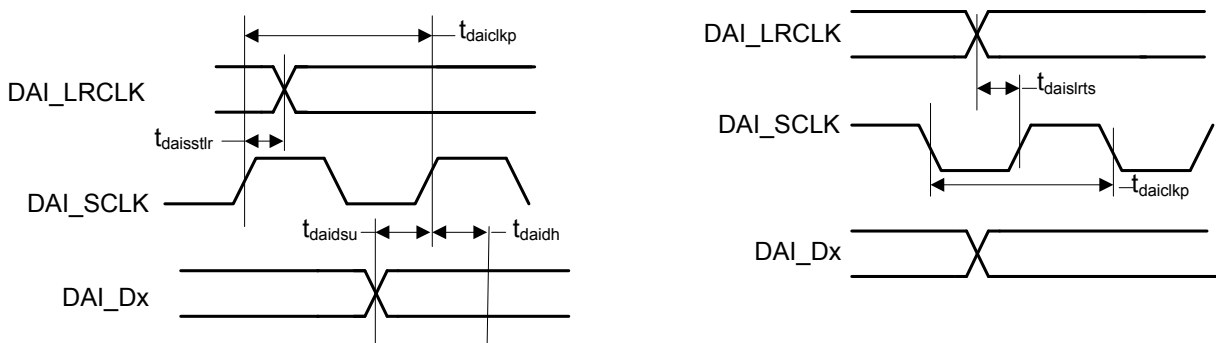 t_daiclkp
DAI_LRCLK
t_daisstlr
DAI_SCLK
t_daidsu
t_daidh
DAI_Dx
DAI_LRCLK
t_daislrts
DAI_SCLK
t_daiclkp
DAI_Dx